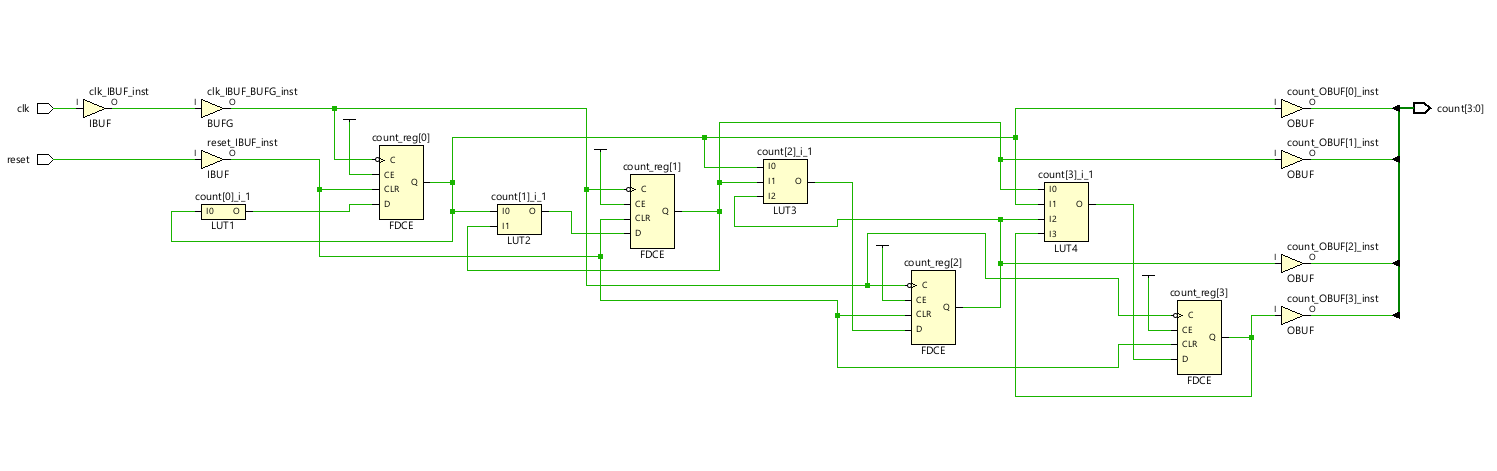 clk
clk_IBUF_inst
I
O
IBUF
clk_IBUF_BUFG_inst
I
O
BUFG
reset
reset_IBUF_inst
I
O
IBUF
count[0]_i_1
I0
O
LUT1
count_reg[0]
C
CE
CLR
D
Q
FDCE
count[1]_i_1
I0
O
I1
LUT2
count_reg[1]
C
CE
CLR
D
Q
FDCE
count[2]_i_1
I0
I1
I2
O
LUT3
count_reg[2]
C
CE
CLR
D
Q
FDCE
count[3]_i_1
I0
I1
I2
I3
O
LUT4
count_reg[3]
C
CE
CLR
D
Q
FDCE
count_OBUF[0]_inst
I
O
OBUF
count_OBUF[1]_inst
I
O
OBUF
count_OBUF[2]_inst
I
O
OBUF
count_OBUF[3]_inst
I
O
OBUF
count[3:0]